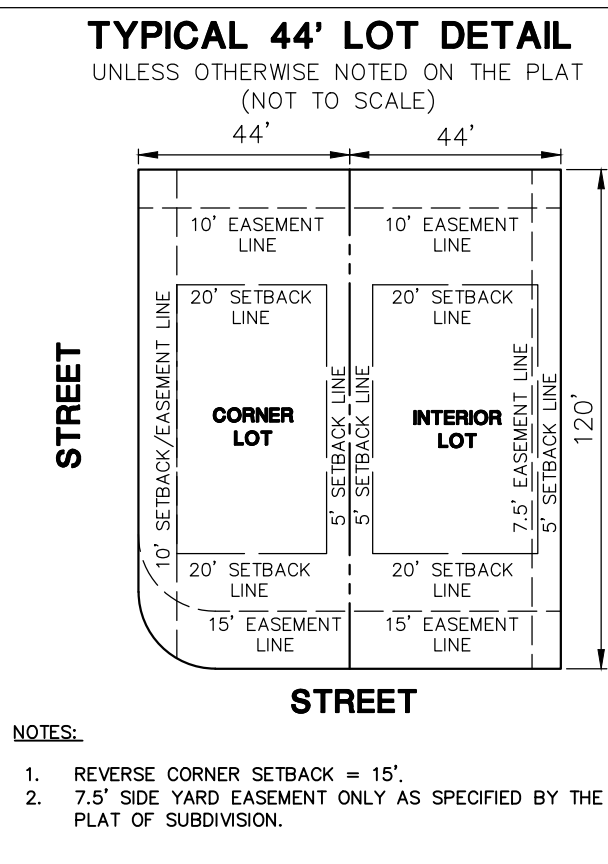 TYPICAL 44' LOT DETAIL
UNLESS OTHERWISE NOTED ON THE PLAT
(NOT TO SCALE)
44'
44'
10' EASEMENT
LINE
10' EASEMENT
LINE
20' SETBACK
LINE
20' SETBACK
LINE
STREET
10' SETBACK/EASEMENT LINE
CORNER
LOT
5' SETBACK LINE
5' SETBACK LINE
INTERIOR
LOT
7.5' EASEMENT LINE
5' SETBACK LINE
120'
20' SETBACK
LINE
20' SETBACK
LINE
15' EASEMENT
LINE
15' EASEMENT
LINE
STREET
NOTES:
1. REVERSE CORNER SETBACK = 15'.
2. 7.5' SIDE YARD EASEMENT ONLY AS SPECIFIED BY THE
PLAT OF SUBDIVISION.